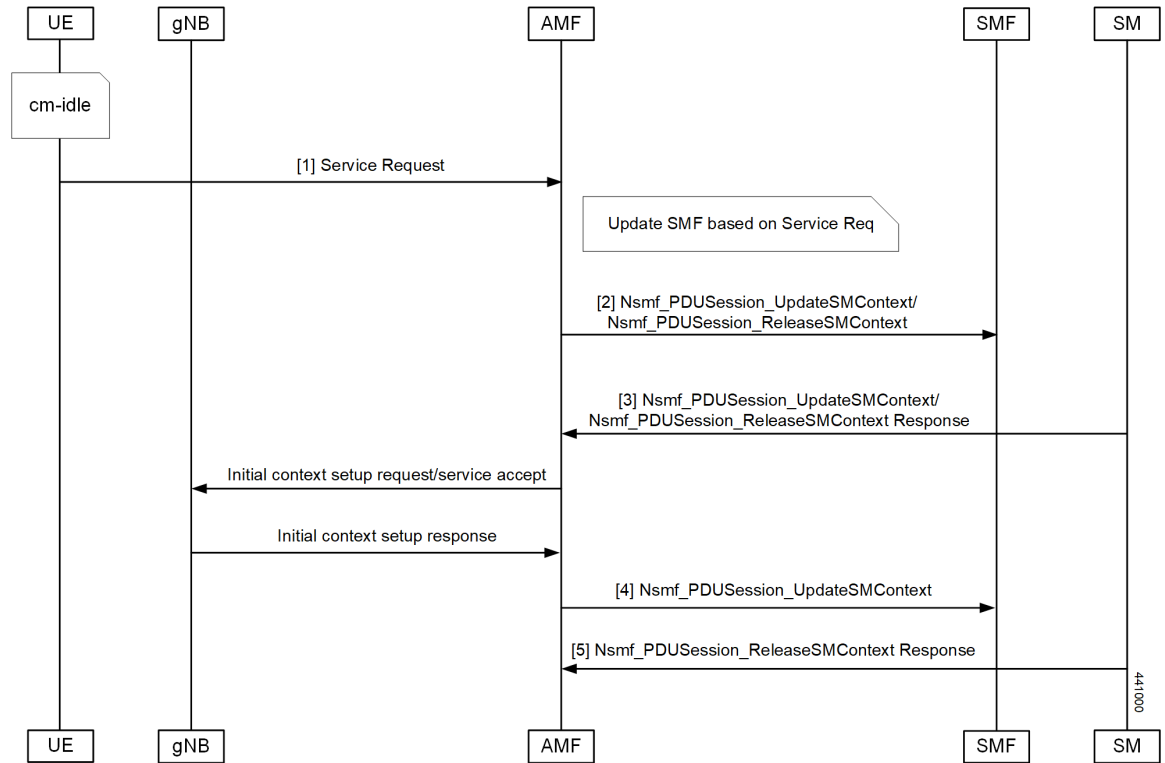 UE
gNB
AMF
SMF
SM
cm-idle
[1] Service Request
Update SMF based on Service Req
[2] Nsmf_PDUSession_UpdateSMContext/
Nsmf_PDUSession_ReleaseSMContext
[3] Nsmf_PDUSession_UpdateSMContext/
Nsmf_PDUSession_ReleaseSMContext Response
Initial context setup request/service accept
Initial context setup response
[4] Nsmf_PDUSession_UpdateSMContext
[5] Nsmf_PDUSession_ReleaseSMContext Response
441000
UE
gNB
AMF
SMF
SM